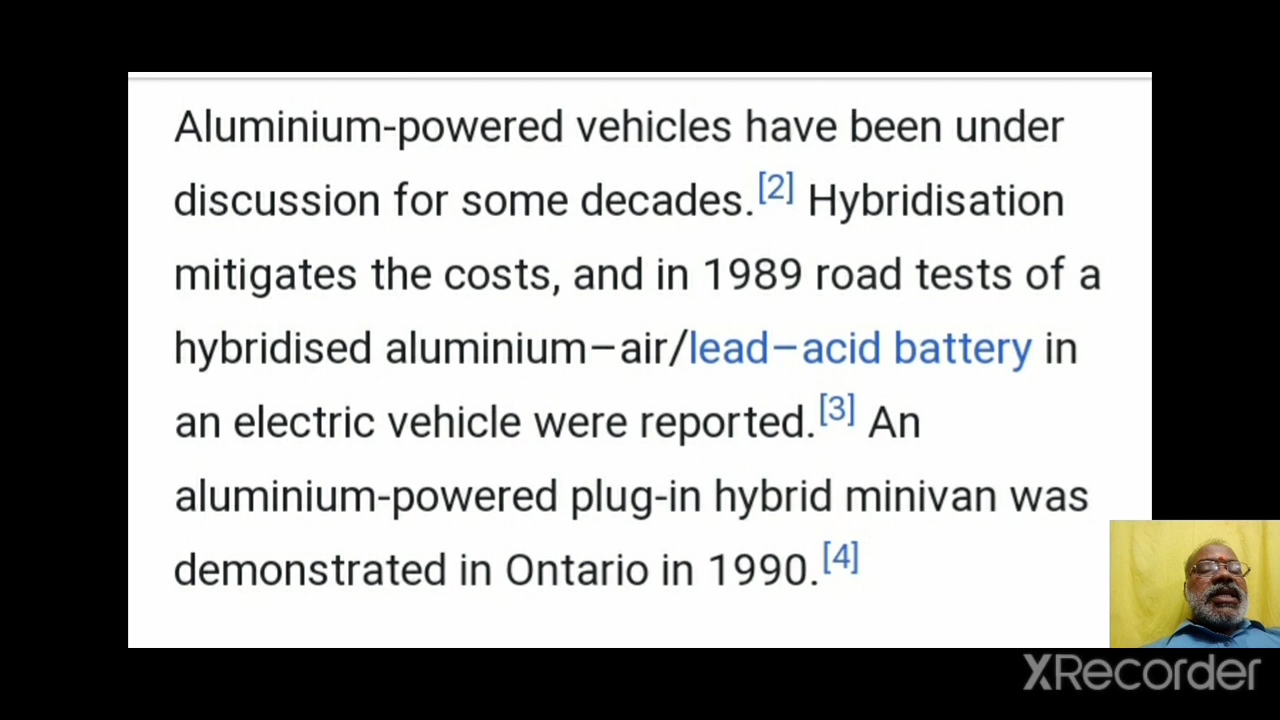 Aluminium-powered vehicles have been under
discussion for some decades.[2] Hybridisation
mitigates the costs, and in 1989 road tests of a
hybridised aluminium–air/lead–acid battery in
an electric vehicle were reported.[3] An
aluminium-powered plug-in hybrid minivan was
demonstrated in Ontario in 1990.[4]
XRecorder